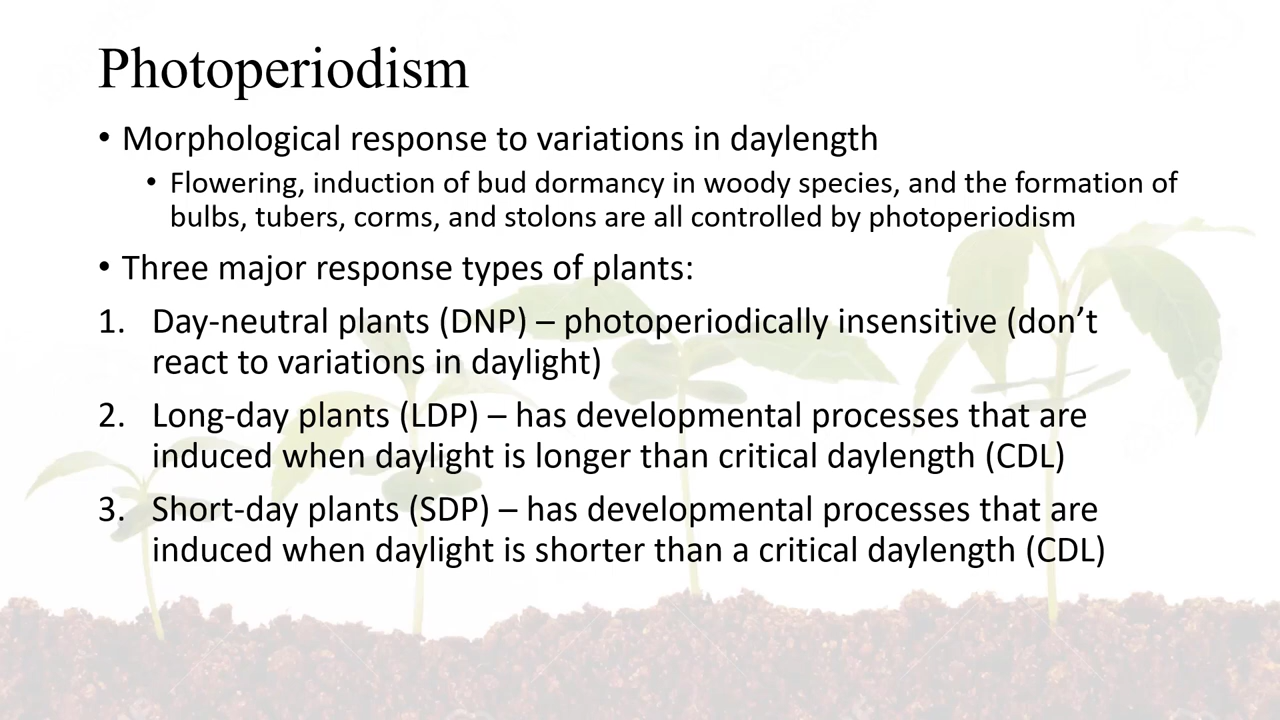 Photoperiodism
• Morphological response to variations in daylength
• Flowering, induction of bud dormancy in woody species, and the formation of
bulbs, tubers, corms, and stolons are all controlled by photoperiodism
• Three major response types of plants:
1. Day-neutral plants (DNP) – photoperiodically insensitive (don’t
react to variations in daylight)
2. Long-day plants (LDP) – has developmental processes that are
induced when daylight is longer than critical daylength (CDL)
3. Short-day plants (SDP) – has developmental processes that are
induced when daylight is shorter than a critical daylength (CDL)